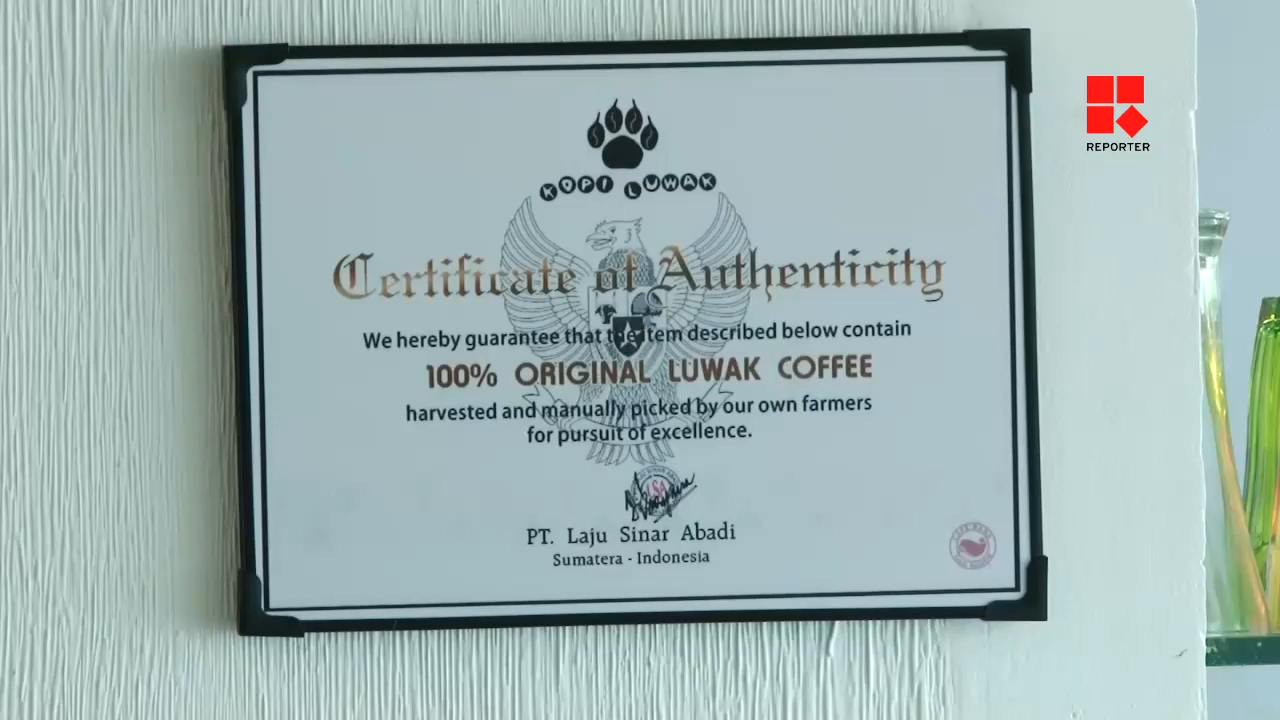 REPORTER
KOPI LUWAK
Certificate of Authenticity
We hereby guarantee that the item described below contain
100% ORIGINAL LUWAK COFFEE
harvested and manually picked by our own farmers
for pursuit of excellence.
PT. Laju Sinar Abadi
Sumatera - Indonesia